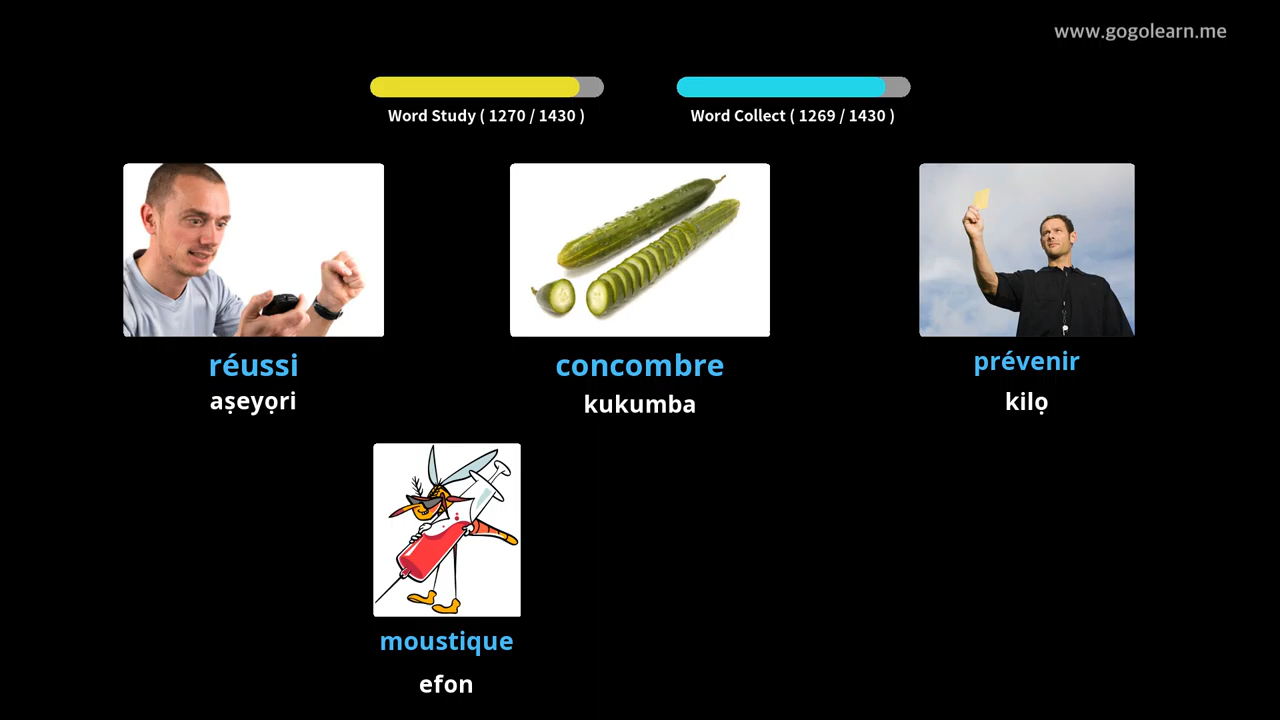 www.gogolearn.me
Word Study ( 1270 / 1430 )
Word Collect ( 1269 / 1430 )
réussi
concombre
prévenir
aṣeyọri
kukumba
kilọ
moustique
efon